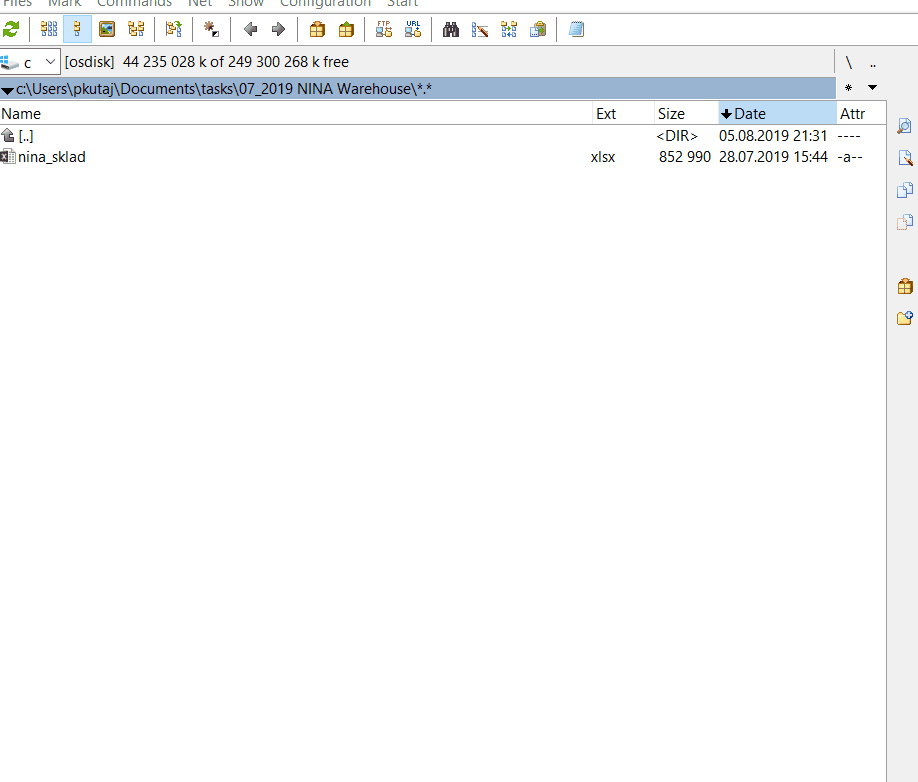 Files Mark Commands Net Show Configuration Start
FTP URL
c [osdisk] 44 235 028 k of 249 300 268 k free \ ..
c:\Users\pkutaj\Documents\tasks\07_2019 NINA Warehouse\*.* *
Name Ext Size Date Attr
[..] <DIR> 05.08.2019 21:31 ----
nina_sklad xlsx 852 990 28.07.2019 15:44 -a--